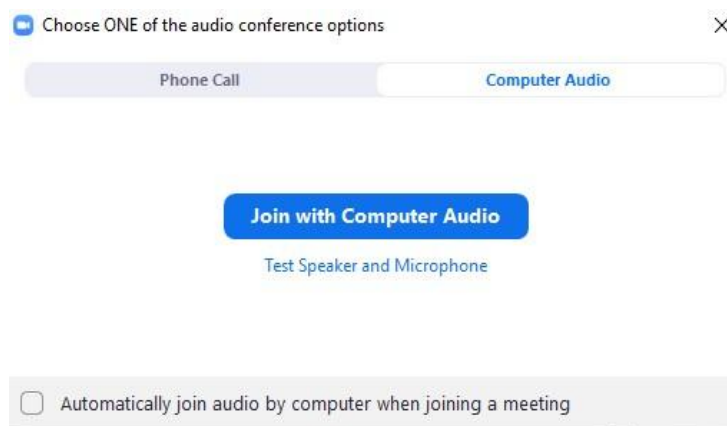 Choose ONE of the audio conference options
Phone Call
Computer Audio
Join with Computer Audio
Test Speaker and Microphone
Automatically join audio by computer when joining a meeting